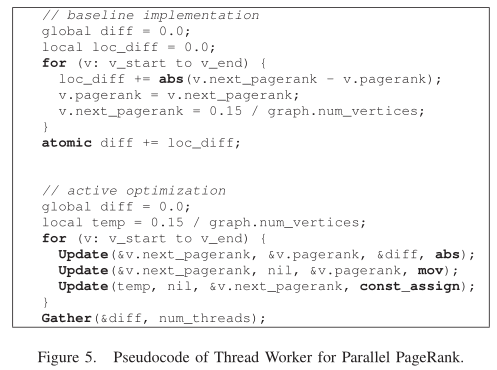 // baseline implementation
global diff = 0.0;
local loc_diff = 0.0;
for (v: v_start to v_end) {
loc_diff += abs(v.next_pagerank - v.pagerank);
v.pagerank = v.next_pagerank;
v.next_pagerank = 0.15 / graph.num_vertices;
}
atomic diff += loc_diff;
// active optimization
global diff = 0.0;
local temp = 0.15 / graph.num_vertices;
for (v: v_start to v_end) {
Update(&v.next_pagerank, &v.pagerank, &diff, abs);
Update(&v.next_pagerank, nil, &v.pagerank, mov);
Update(temp, nil, &v.next_pagerank, const_assign);
}
Gather(&diff, num_threads);
Figure 5. Pseudocode of Thread Worker for Parallel PageRank.